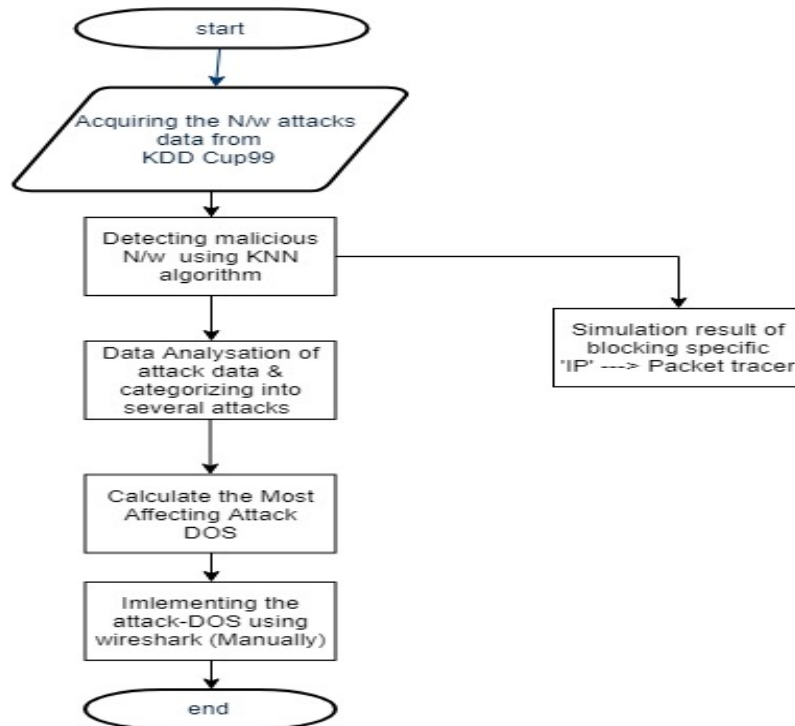 start
Acquiring the N/w attacks
data from
KDD Cup99
Detecting malicious
N/w using KNN
algorithm
Simulation result of
blocking specific
'IP' ---> Packet tracer
Data Analysation of
attack data &
categorizing into
several attacks
Calculate the Most
Affecting Attack
DOS
Imlementing the
attack-DOS using
wireshark (Manually)
end